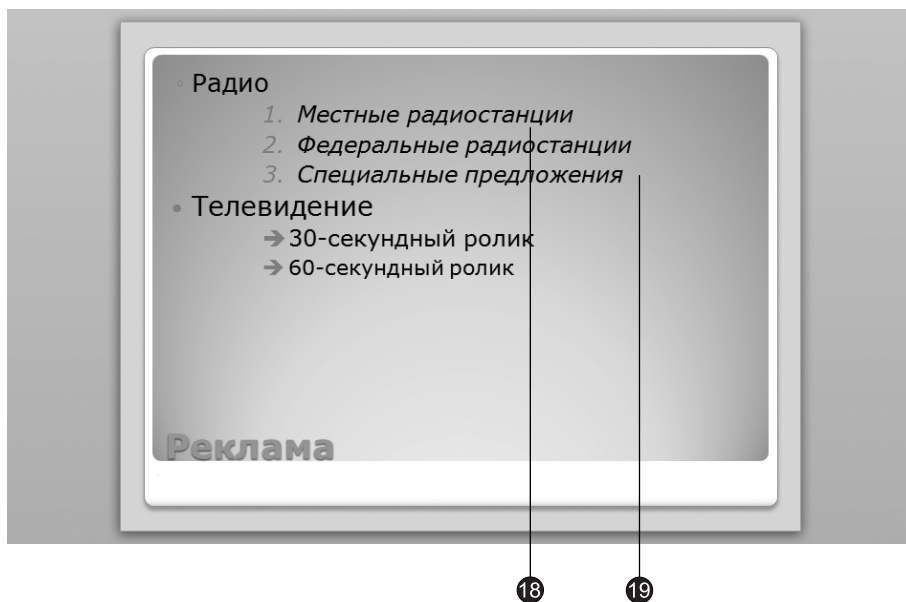 Радио
1. Местные радиостанции
2. Федеральные радиостанции
3. Специальные предложения
Телевидение
30-секундный ролик
60-секундный ролик
Реклама
18 19